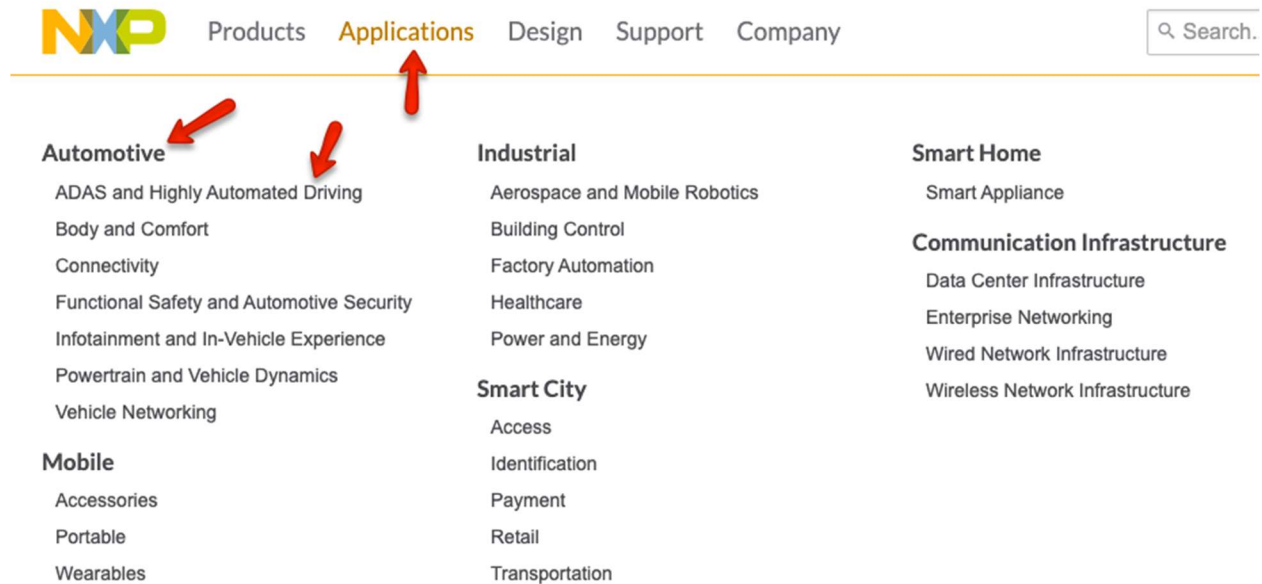 NXP Products Applications Design Support Company Search.
Automotive
ADAS and Highly Automated Driving
Body and Comfort
Connectivity
Functional Safety and Automotive Security
Infotainment and In-Vehicle Experience
Powertrain and Vehicle Dynamics
Vehicle Networking
Mobile
Accessories
Portable
Wearables
Industrial
Aerospace and Mobile Robotics
Building Control
Factory Automation
Healthcare
Power and Energy
Smart City
Access
Identification
Payment
Retail
Transportation
Smart Home
Smart Appliance
Communication Infrastructure
Data Center Infrastructure
Enterprise Networking
Wired Network Infrastructure
Wireless Network Infrastructure